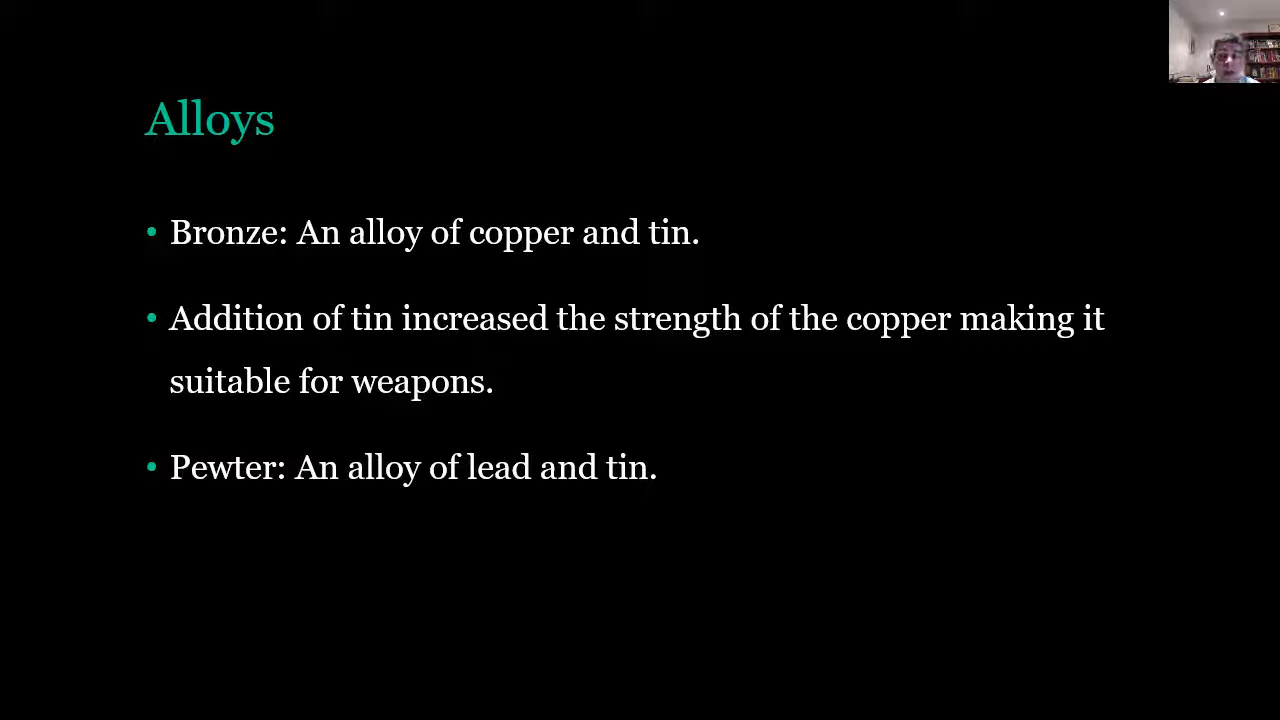 Alloys
• Bronze: An alloy of copper and tin.
• Addition of tin increased the strength of the copper making it
suitable for weapons.
• Pewter: An alloy of lead and tin.